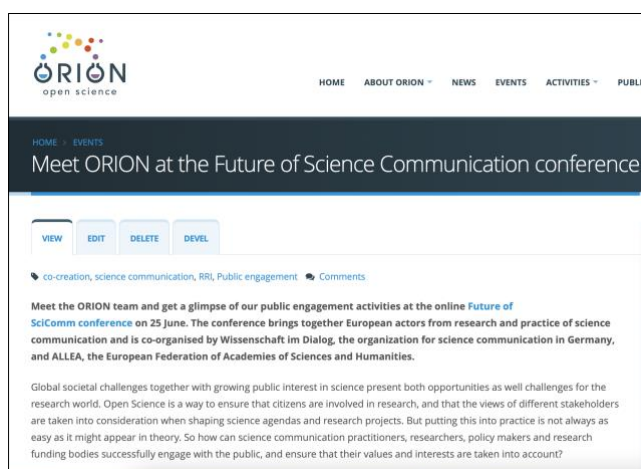 ORION
open science
HOME ABOUT ORION NEWS EVENTS ACTIVITIES PUBLI
HOME > EVENTS
Meet ORION at the Future of Science Communication conference
VIEW EDIT DELETE DEVEL
co-creation, science communication, RRI, Public engagement Comments
Meet the ORION team and get a glimpse of our public engagement activities at the online Future of
SciComm conference on 25 June. The conference brings together European actors from research and practice of science
communication and is co-organised by Wissenschaft im Dialog, the organization for science communication in Germany,
and ALLEA, the European Federation of Academies of Sciences and Humanities.
Global societal challenges together with growing public interest in science present both opportunities as well challenges for the
research world. Open Science is a way to ensure that citizens are involved in research, and that the views of different stakeholders
are taken into consideration when shaping science agendas and research projects. But putting this into practice is not always as
easy as it might appear in theory. So how can science communication practitioners, researchers, policy makers and research
funding bodies successfully engage with the public, and ensure that their values and interests are taken into account?